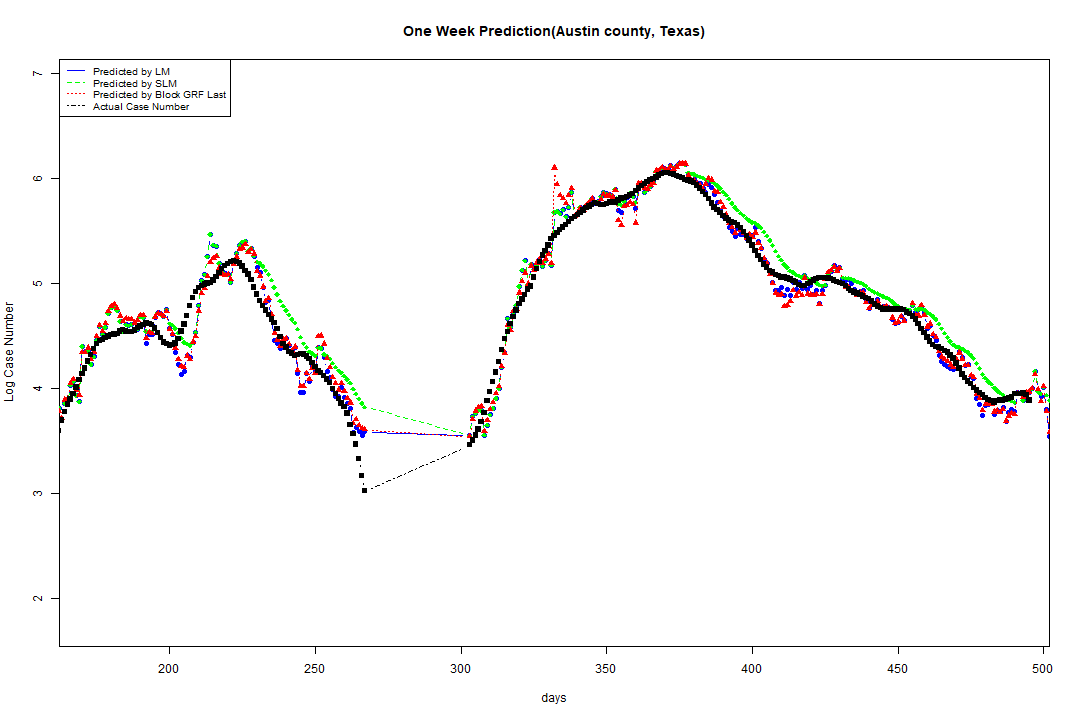 One Week Prediction(Austin county, Texas)
Predicted by LM
Predicted by SLM
Predicted by Block GRF Last
Actual Case Number
7
6
5
4
3
2
Log Case Number
200 250 300 350 400 450 500
days